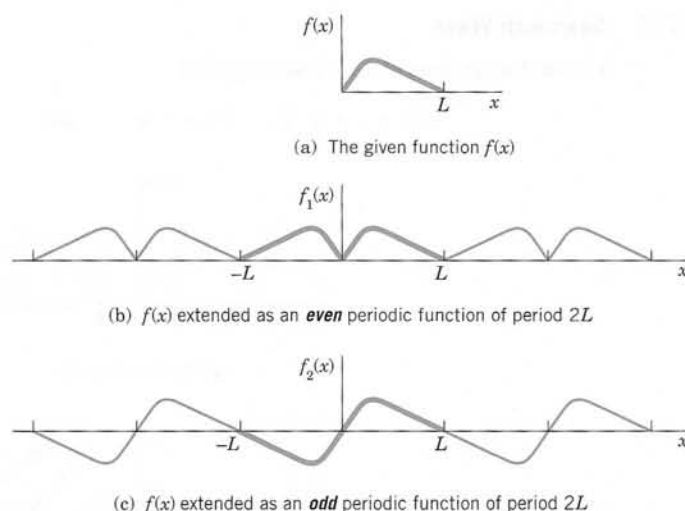 f(x)
L
x
(a) The given function f(x)
f₁(x)
−L
L
x
(b) f(x) extended as an even periodic function of period 2L
f₂(x)
−L
L
x
(c) f(x) extended as an odd periodic function of period 2L